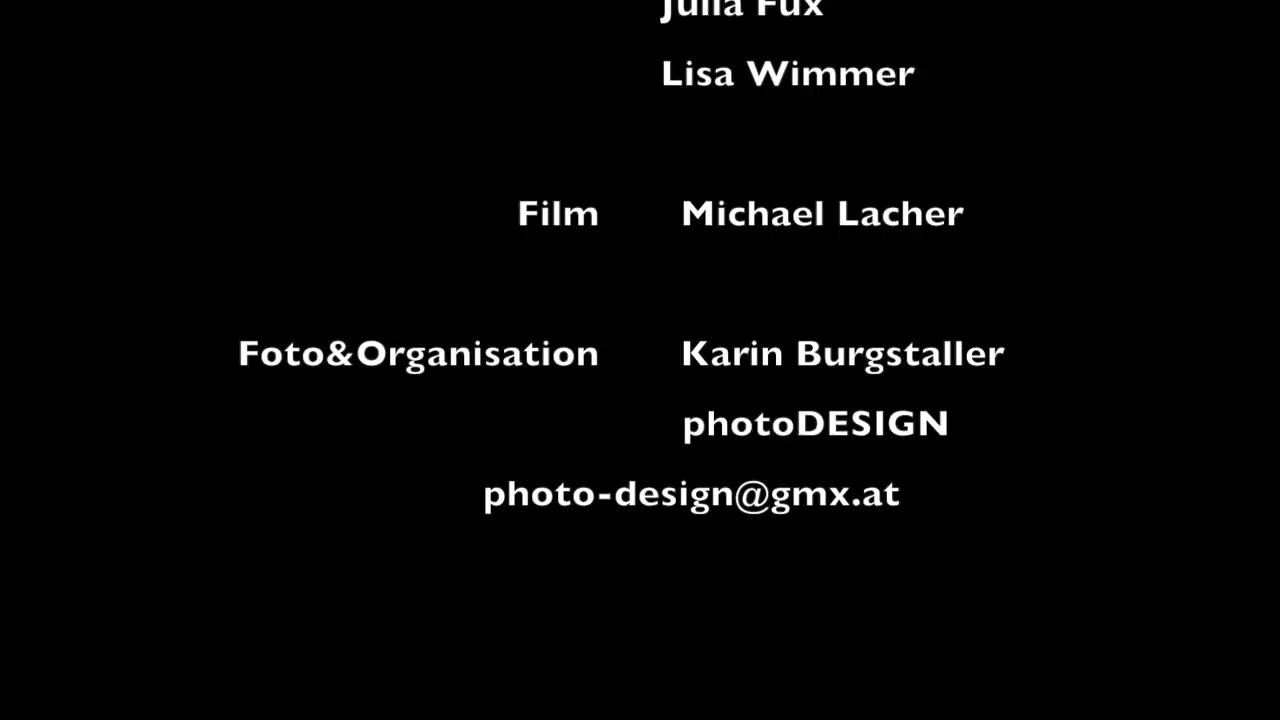 Julia Fux
Lisa Wimmer
Film Michael Lacher
Foto&Organisation Karin Burgstaller
photoDESIGN
photo-design@gmx.at